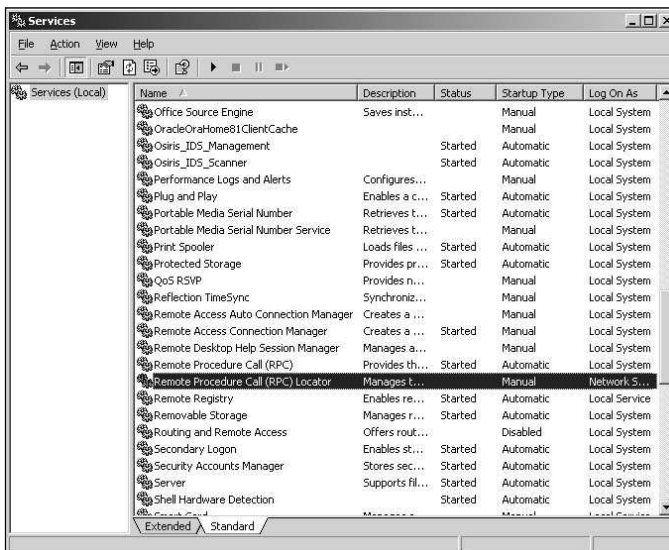 Services
File Action View Help
Services (Local)
Name Description Status Startup Type Log On As
Office Source Engine Saves inst... Manual Local System
OracleOraHome81ClientCache Manual Local System
Osiris_IDS_Management Started Automatic Local System
Osiris_IDS_Scanner Started Automatic Local System
Performance Logs and Alerts Configures... Manual Local System
Plug and Play Enables a c... Started Automatic Local System
Portable Media Serial Number Retrieves t... Started Automatic Local System
Portable Media Serial Number Service Retrieves t... Manual Local System
Print Spooler Loads files ... Started Automatic Local System
Protected Storage Provides pr... Started Automatic Local System
QoS RSVP Provides n... Manual Local System
Reflection TimeSync Synchroniz... Manual Local System
Remote Access Auto Connection Manager Creates a ... Manual Local System
Remote Access Connection Manager Creates a ... Started Manual Local System
Remote Desktop Help Session Manager Manages a... Manual Local System
Remote Procedure Call (RPC) Provides th... Started Automatic Local System
Remote Procedure Call (RPC) Locator Manages t... Manual Network S...
Remote Registry Enables re... Started Automatic Local Service
Removable Storage Manages r... Started Automatic Local System
Routing and Remote Access Offers rout... Disabled Local System
Secondary Logon Enables st... Started Automatic Local System
Security Accounts Manager Stores sec... Started Automatic Local System
Server Supports fil... Started Automatic Local System
Shell Hardware Detection Started Automatic Local System
Extended Standard